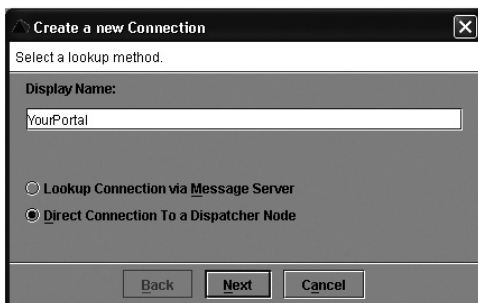 Create a new Connection
Select a lookup method.
Display Name:
YourPortal
Lookup Connection via Message Server
Direct Connection To a Dispatcher Node
Back Next Cancel